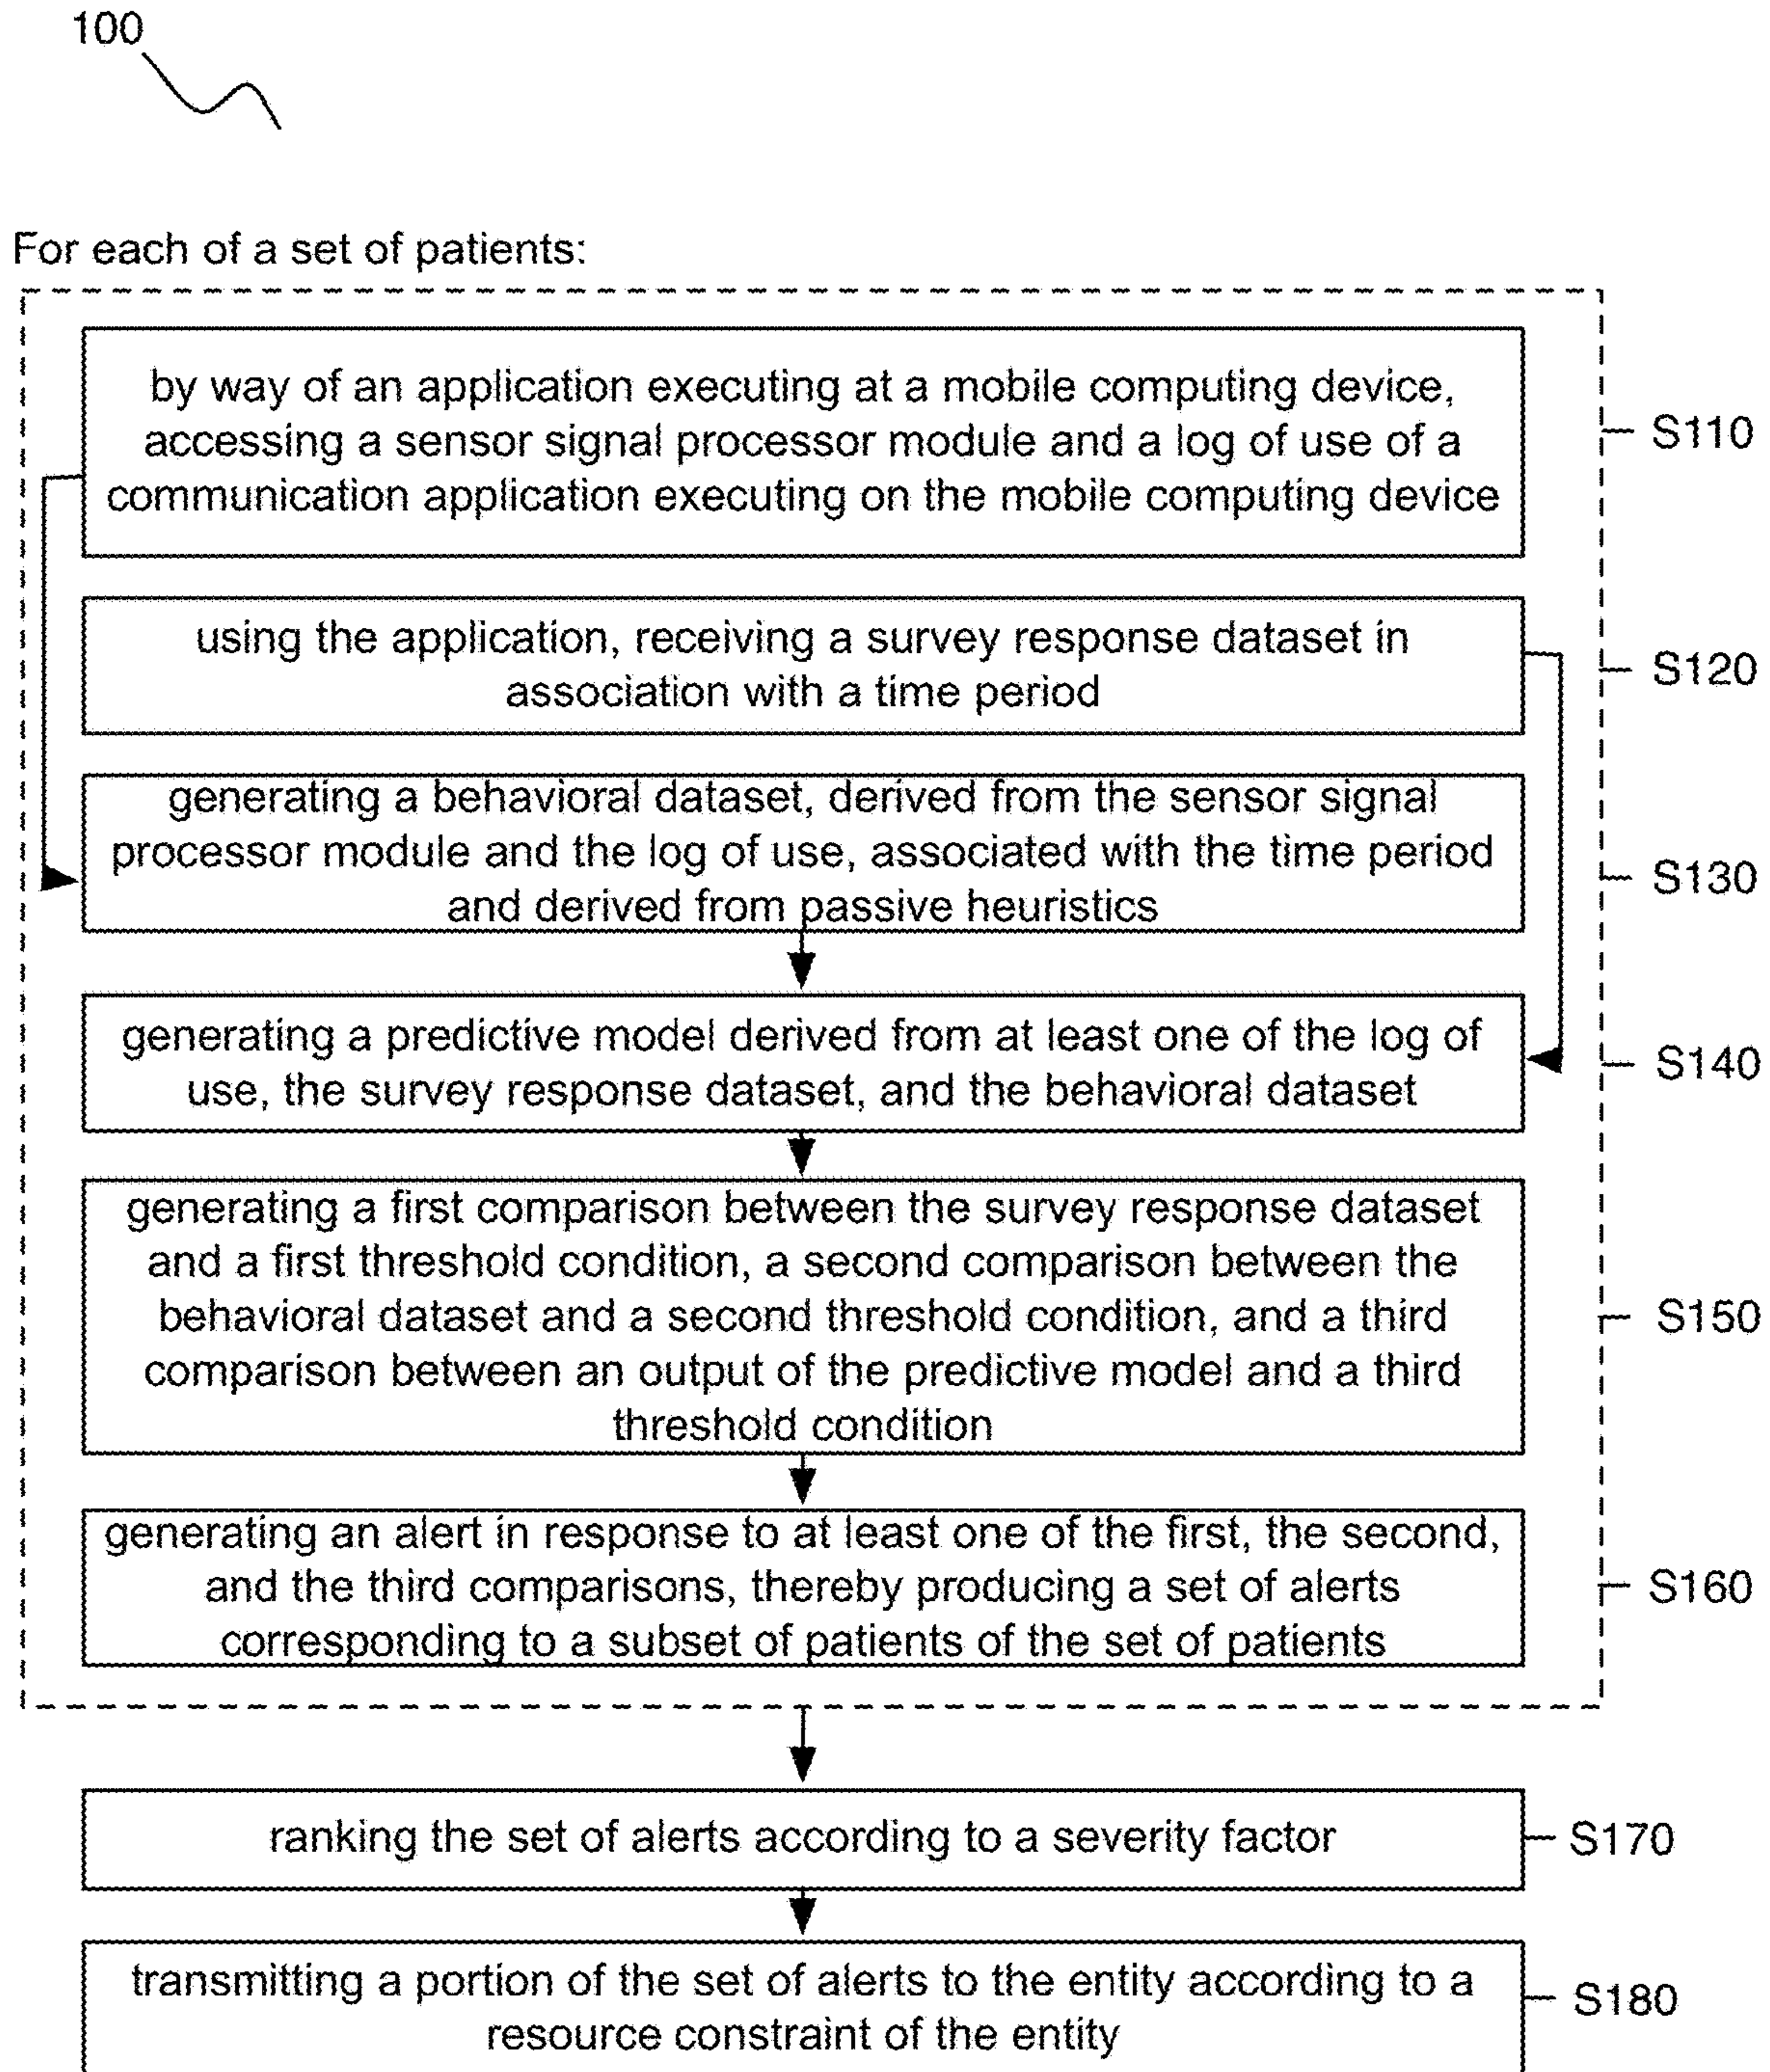 100
For each of a set of patients:
by way of an application executing at a mobile computing device,
accessing a sensor signal processor module and a log of use of a
communication application executing on the mobile computing device
S110
using the application, receiving a survey response dataset in
association with a time period
S120
generating a behavioral dataset, derived from the sensor signal
processor module and the log of use, associated with the time period
and derived from passive heuristics
S130
generating a predictive model derived from at least one of the log of
use, the survey response dataset, and the behavioral dataset
S140
generating a first comparison between the survey response dataset
and a first threshold condition, a second comparison between the
behavioral dataset and a second threshold condition, and a third
comparison between an output of the predictive model and a third
threshold condition
S150
generating an alert in response to at least one of the first, the second,
and the third comparisons, thereby producing a set of alerts
corresponding to a subset of patients of the set of patients
S160
ranking the set of alerts according to a severity factor
S170
transmitting a portion of the set of alerts to the entity according to a
resource constraint of the entity
S180